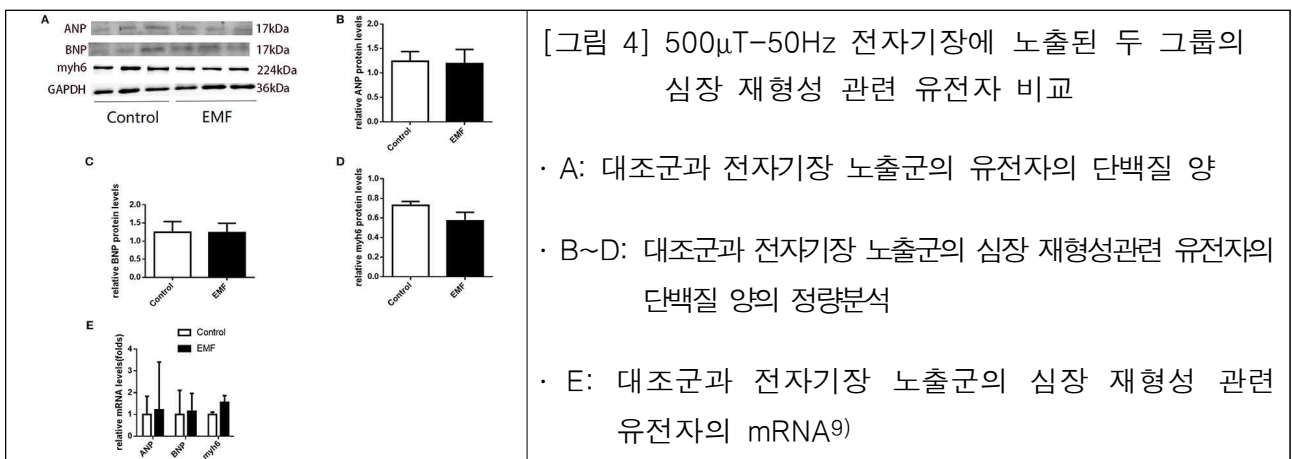 A
ANP
17kDa
BNP
17kDa
myh6
224kDa
GAPDH
36kDa
Control
EMF
B
relative ANP protein levels
2.0
1.5
1.0
0.5
0.0
Control
EMF
C
relative BNP protein levels
2.0
1.5
1.0
0.5
0.0
Control
EMF
D
relative myh6 protein levels
1.0
0.8
0.6
0.4
0.2
0.0
Control
EMF
E
Control
EMF
relative mRNA levels(folds)
4
3
2
1
0
ANP
BNP
myh6
[그림 4] 500μT-50Hz 전자기장에 노출된 두 그룹의
심장 재형성 관련 유전자 비교
· A: 대조군과 전자기장 노출군의 유전자의 단백질 양
· B~D: 대조군과 전자기장 노출군의 심장 재형성관련 유전자의
단백질 양의 정량분석
· E: 대조군과 전자기장 노출군의 심장 재형성 관련
유전자의 mRNA9)